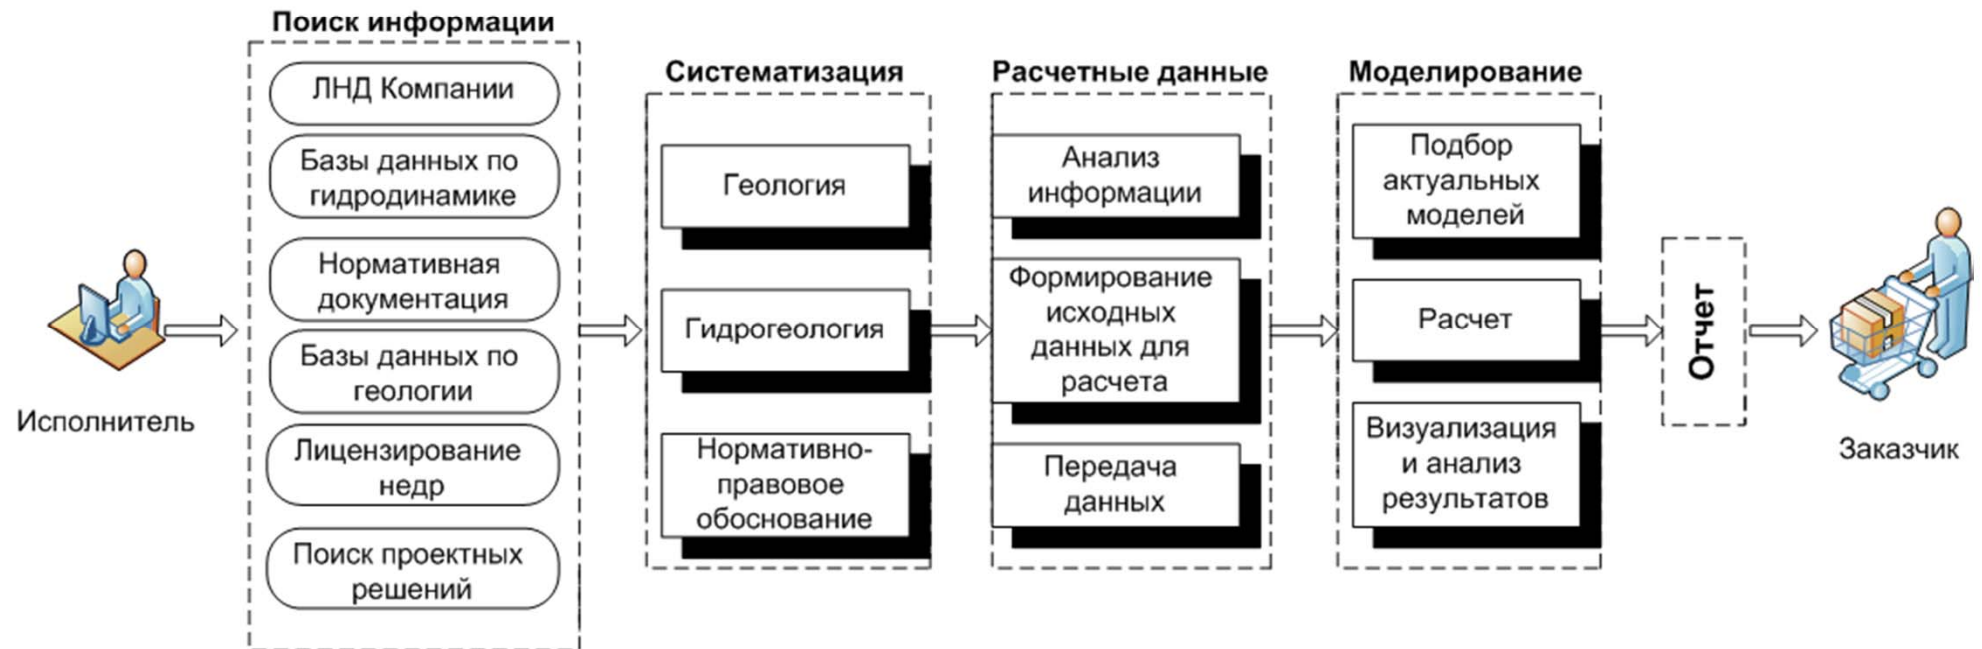 Исполнитель
Поиск информации
ЛНД Компании
Базы данных по
гидродинамике
Нормативная
документация
Базы данных по
геологии
Лицензирование
недр
Поиск проектных
решений
Систематизация
Геология
Гидрогеология
Нормативно-
правовое
обоснование
Расчетные данные
Анализ
информации
Формирование
исходных
данных для
расчета
Передача
данных
Моделирование
Подбор
актуальных
моделей
Расчет
Визуализация
и анализ
результатов
Отчет
Заказчик